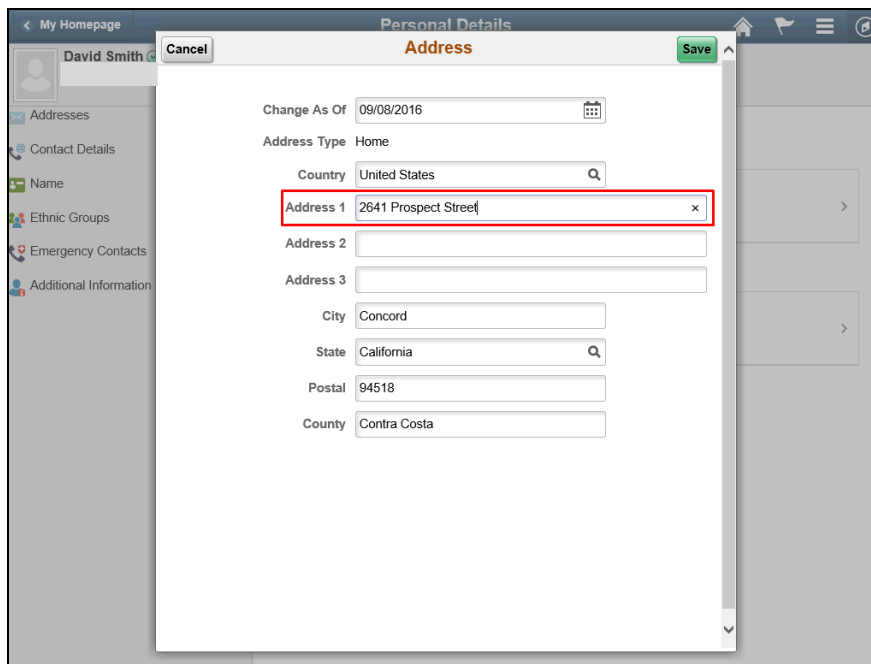 My Homepage
Personal Details
David Smith
Addresses
Contact Details
Name
Ethnic Groups
Emergency Contacts
Additional Information
Cancel
Address
Save
Change As Of 09/08/2016
Address Type Home
Country United States
Address 1 2641 Prospect Street
Address 2
Address 3
City Concord
State California
Postal 94518
County Contra Costa